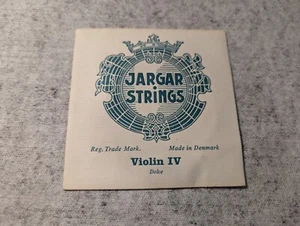 JARGAR
STRINGS
Reg. Trade Mark. Made in Denmark
Violin IV
Dolce